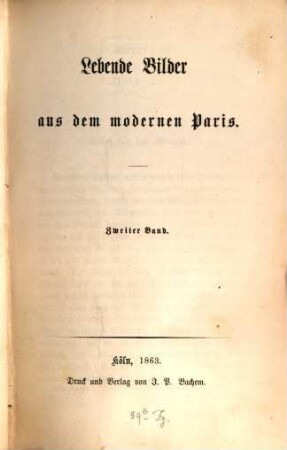 Lebende Bilder
aus dem modernen Paris.
Zweiter Band.
Köln, 1863.
Druck und Verlag von J. P. Bachem.